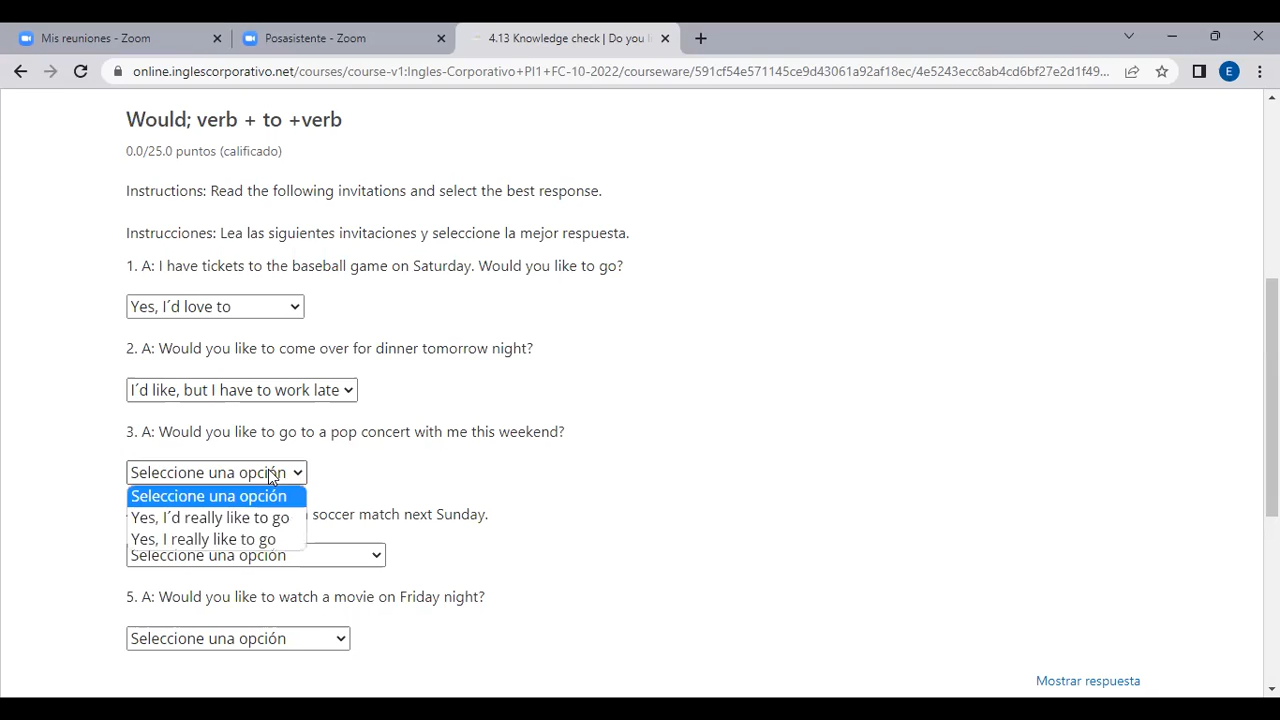 Mis reuniones - Zoom
Posasistente - Zoom
4.13 Knowledge check | Do you l
online.inglescorporativo.net/courses/course-v1:Ingles-Corporativo+PI1+FC-10-2022/courseware/591cf54e571145ce9d43061a92af18ec/4e5243ecc8ab4cd6bf27e2d1f49...
E
Would; verb + to +verb
0.0/25.0 puntos (calificado)
Instructions: Read the following invitations and select the best response.
Instrucciones: Lea las siguientes invitaciones y seleccione la mejor respuesta.
1. A: I have tickets to the baseball game on Saturday. Would you like to go?
Yes, I´d love to
2. A: Would you like to come over for dinner tomorrow night?
I´d like, but I have to work late
3. A: Would you like to go to a pop concert with me this weekend?
Seleccione una opción
Seleccione una opción
Yes, I´d really like to go
soccer match next Sunday.
Yes, I really like to go
Seleccione una opción
5. A: Would you like to watch a movie on Friday night?
Seleccione una opción
Mostrar respuesta